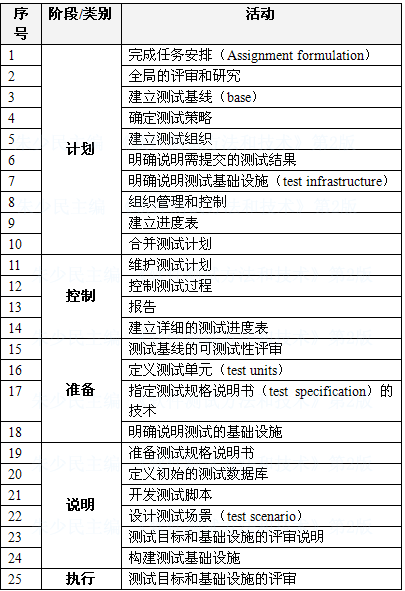 序号 阶段/类别 活动
1 完成任务安排（Assignment formulation）
2 全局的评审和研究
3 建立测试基线（base）
4 确定测试策略
5 计划 建立测试组织
6 明确说明需提交的测试结果
7 明确说明测试基础设施（test infrastructure）
8 组织管理和控制
9 建立进度表
10 合并测试计划
11 维护测试计划
12 控制 控制测试过程
13 报告
14 建立详细的测试进度表
15 测试基线的可测试性评审
16 准备 定义测试单元（test units）
17 指定测试规格说明书（test specification）的
技术
18 明确说明测试的基础设施
19 准备测试规格说明书
20 定义初始的测试数据库
21 说明 开发测试脚本
22 设计测试场景（test scenario）
23 测试目标和基础设施的评审说明
24 构建测试基础设施
25 执行 测试目标和基础设施的评审